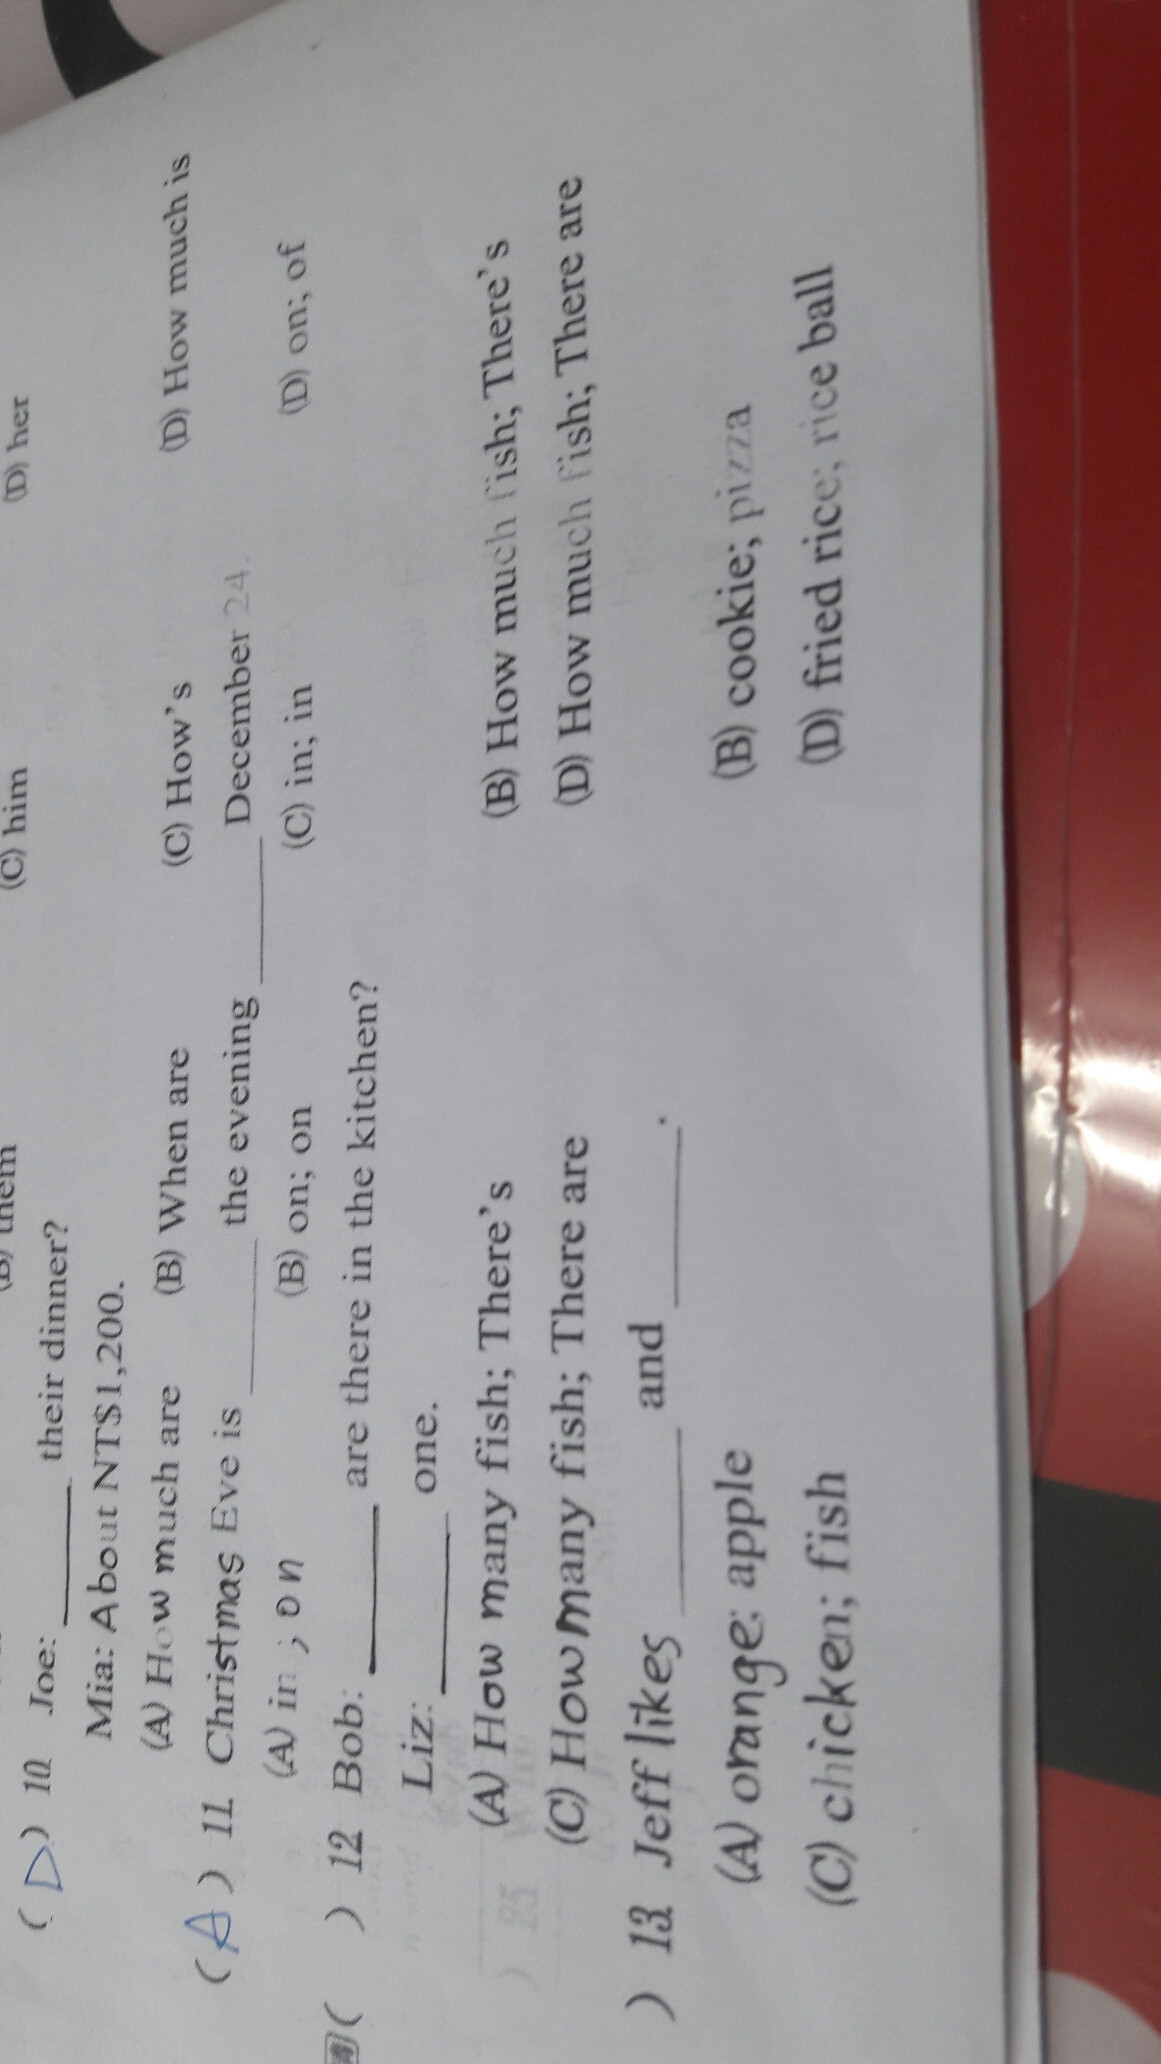 (B) them (C) him (D) her
( D ) 10 Joe: ______ their dinner?
Mia: About NT$1,200.
(A) How much are (B) When are (C) How's (D) How much is
( A ) 11 Christmas Eve is ______ the evening ______ December 24.
(A) in ; on (B) on; on (C) in; in (D) on; of
( ) 12 Bob: ______ are there in the kitchen?
Liz: ______ one.
(A) How many fish; There's (B) How much fish; There's
(C) How many fish; There are (D) How much fish; There are
) 13 Jeff likes ______ and ______.
(A) orange; apple (B) cookie; pizza
(C) chicken; fish (D) fried rice; rice ball